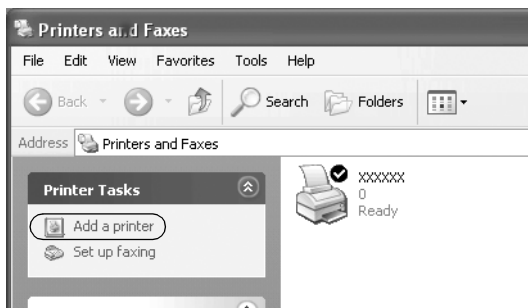 Printers and Faxes
File Edit View Favorites Tools Help
Back Search Folders
Address Printers and Faxes
Printer Tasks
Add a printer
Set up faxing
xxxxxx
0
Ready